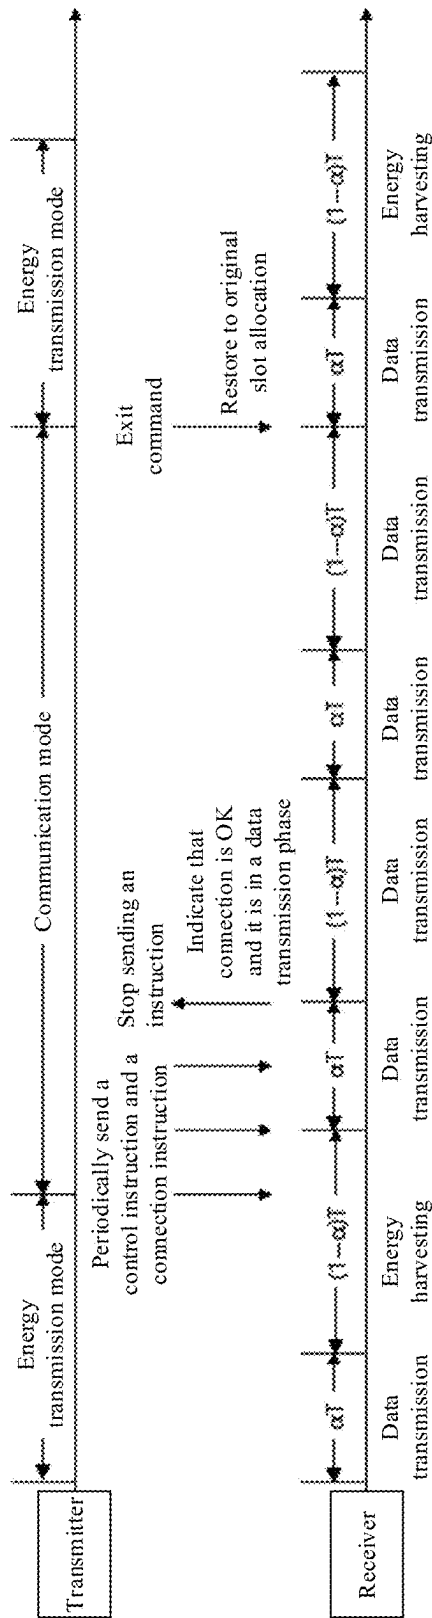 Energy
transmission mode
Communication mode
Energy
transmission mode
Transmitter
Periodically send a
control instruction and a
connection instruction
Stop sending an
instruction
Exit
command
Indicate that
connection is OK
and it is in a data
transmission phase
Restore to original
slot allocation
αT
(1-α)T
αT
(1-α)T
αT
(1-α)T
αT
(1-α)T
Receiver
Data
transmission
Energy
harvesting
Data
transmission
Data
transmission
Data
transmission
Data
transmission
Data
transmission
Energy
harvesting